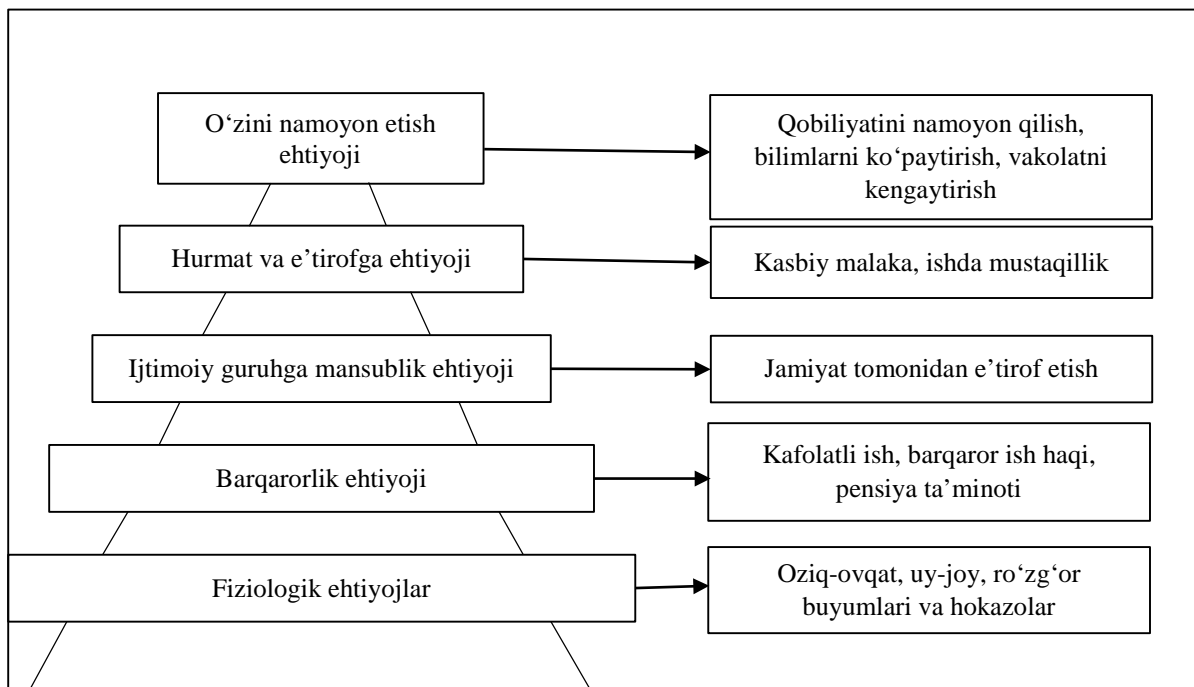 O‘zini namoyon etish
ehtiyoji
Qobiliyatini namoyon qilish,
bilimlarni ko‘paytirish, vakolatni
kengaytirish
Hurmat va e’tirofga ehtiyoji
Kasbiy malaka, ishda mustaqillik
Ijtimoiy guruhga mansublik ehtiyoji
Jamiyat tomonidan e’tirof etish
Barqarorlik ehtiyoji
Kafolatli ish, barqaror ish haqi,
pensiya ta’minoti
Fiziologik ehtiyojlar
Oziq-ovqat, uy-joy, ro‘zg‘or
buyumlari va hokazolar